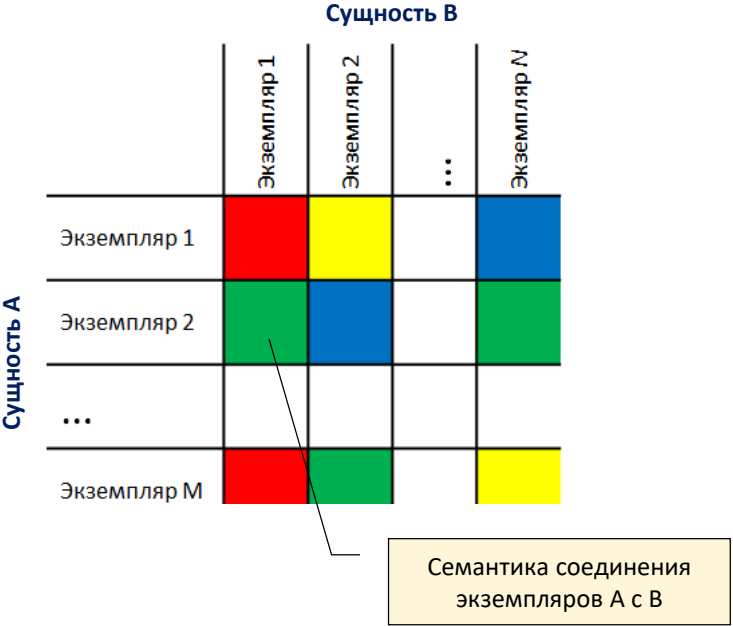 Сущность B
Экземпляр 1
Экземпляр 2
...
Экземпляр N
Сущность A
Экземпляр 1
Экземпляр 2
...
Экземпляр M
Семантика соединения
экземпляров A с B